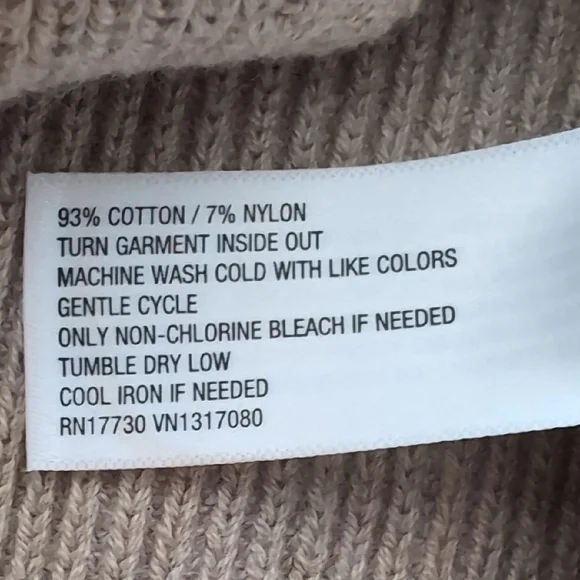 93% COTTON / 7% NYLON
TURN GARMENT INSIDE OUT
MACHINE WASH COLD WITH LIKE COLORS
GENTLE CYCLE
ONLY NON-CHLORINE BLEACH IF NEEDED
TUMBLE DRY LOW
COOL IRON IF NEEDED
RN17730 VN1317080